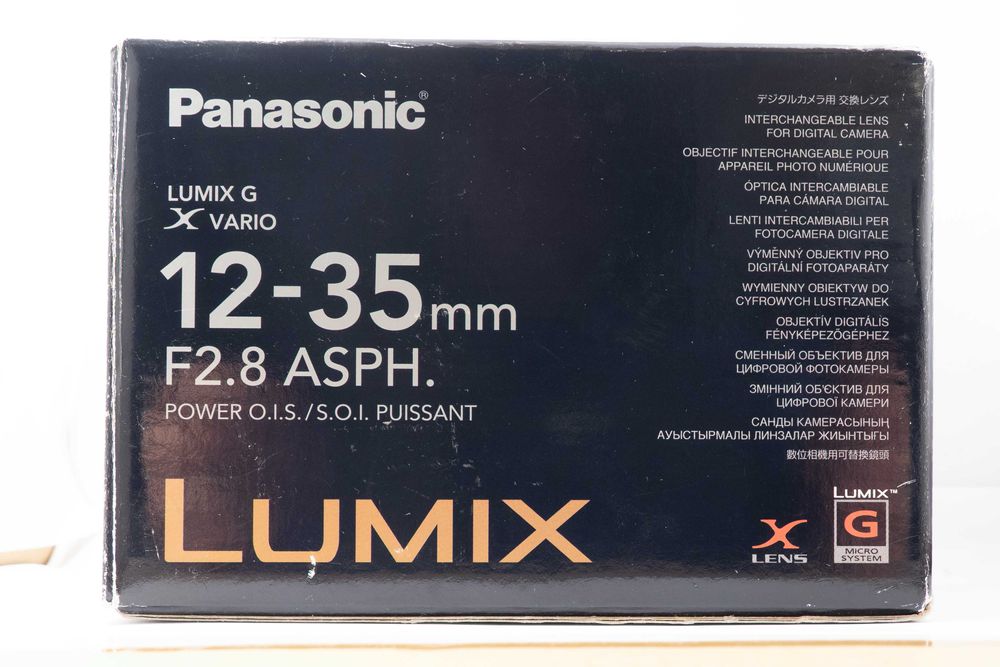 Panasonic®
LUMIX G
X VARIO
12-35mm
F2.8 ASPH.
POWER O.I.S./S.O.I. PUISSANT
LUMIX
デジタルカメラ用 交換レンズ
INTERCHANGEABLE LENS
FOR DIGITAL CAMERA
OBJECTIF INTERCHANGEABLE POUR
APPAREIL PHOTO NUMÉRIQUE
ÓPTICA INTERCAMBIABLE
PARA CÁMARA DIGITAL
LENTI INTERCAMBIABILI PER
FOTOCAMERA DIGITALE
VÝMĚNNÝ OBJEKTIV PRO
DIGITÁLNÍ FOTOAPARÁTY
WYMIENNY OBIEKTYW DO
CYFROWYCH LUSTRZANEK
OBJEKTÍV DIGITÁLIS
FÉNYKÉPEZŐGÉPHEZ
СМЕННЫЙ ОБЪЕКТИВ ДЛЯ
ЦИФРОВОЙ ФОТОКАМЕРЫ
ЗМІННИЙ ОБ'ЄКТИВ ДЛЯ
ЦИФРОВОЇ КАМЕРИ
САНДЫ КАМЕРАСЫНЫҢ
АУЫСТЫРМАЛЫ ЛИНЗАЛАР ЖИЫНТЫҒЫ
數位相機用可替換鏡頭
X
LENS
LUMIX™
G
MICRO
SYSTEM